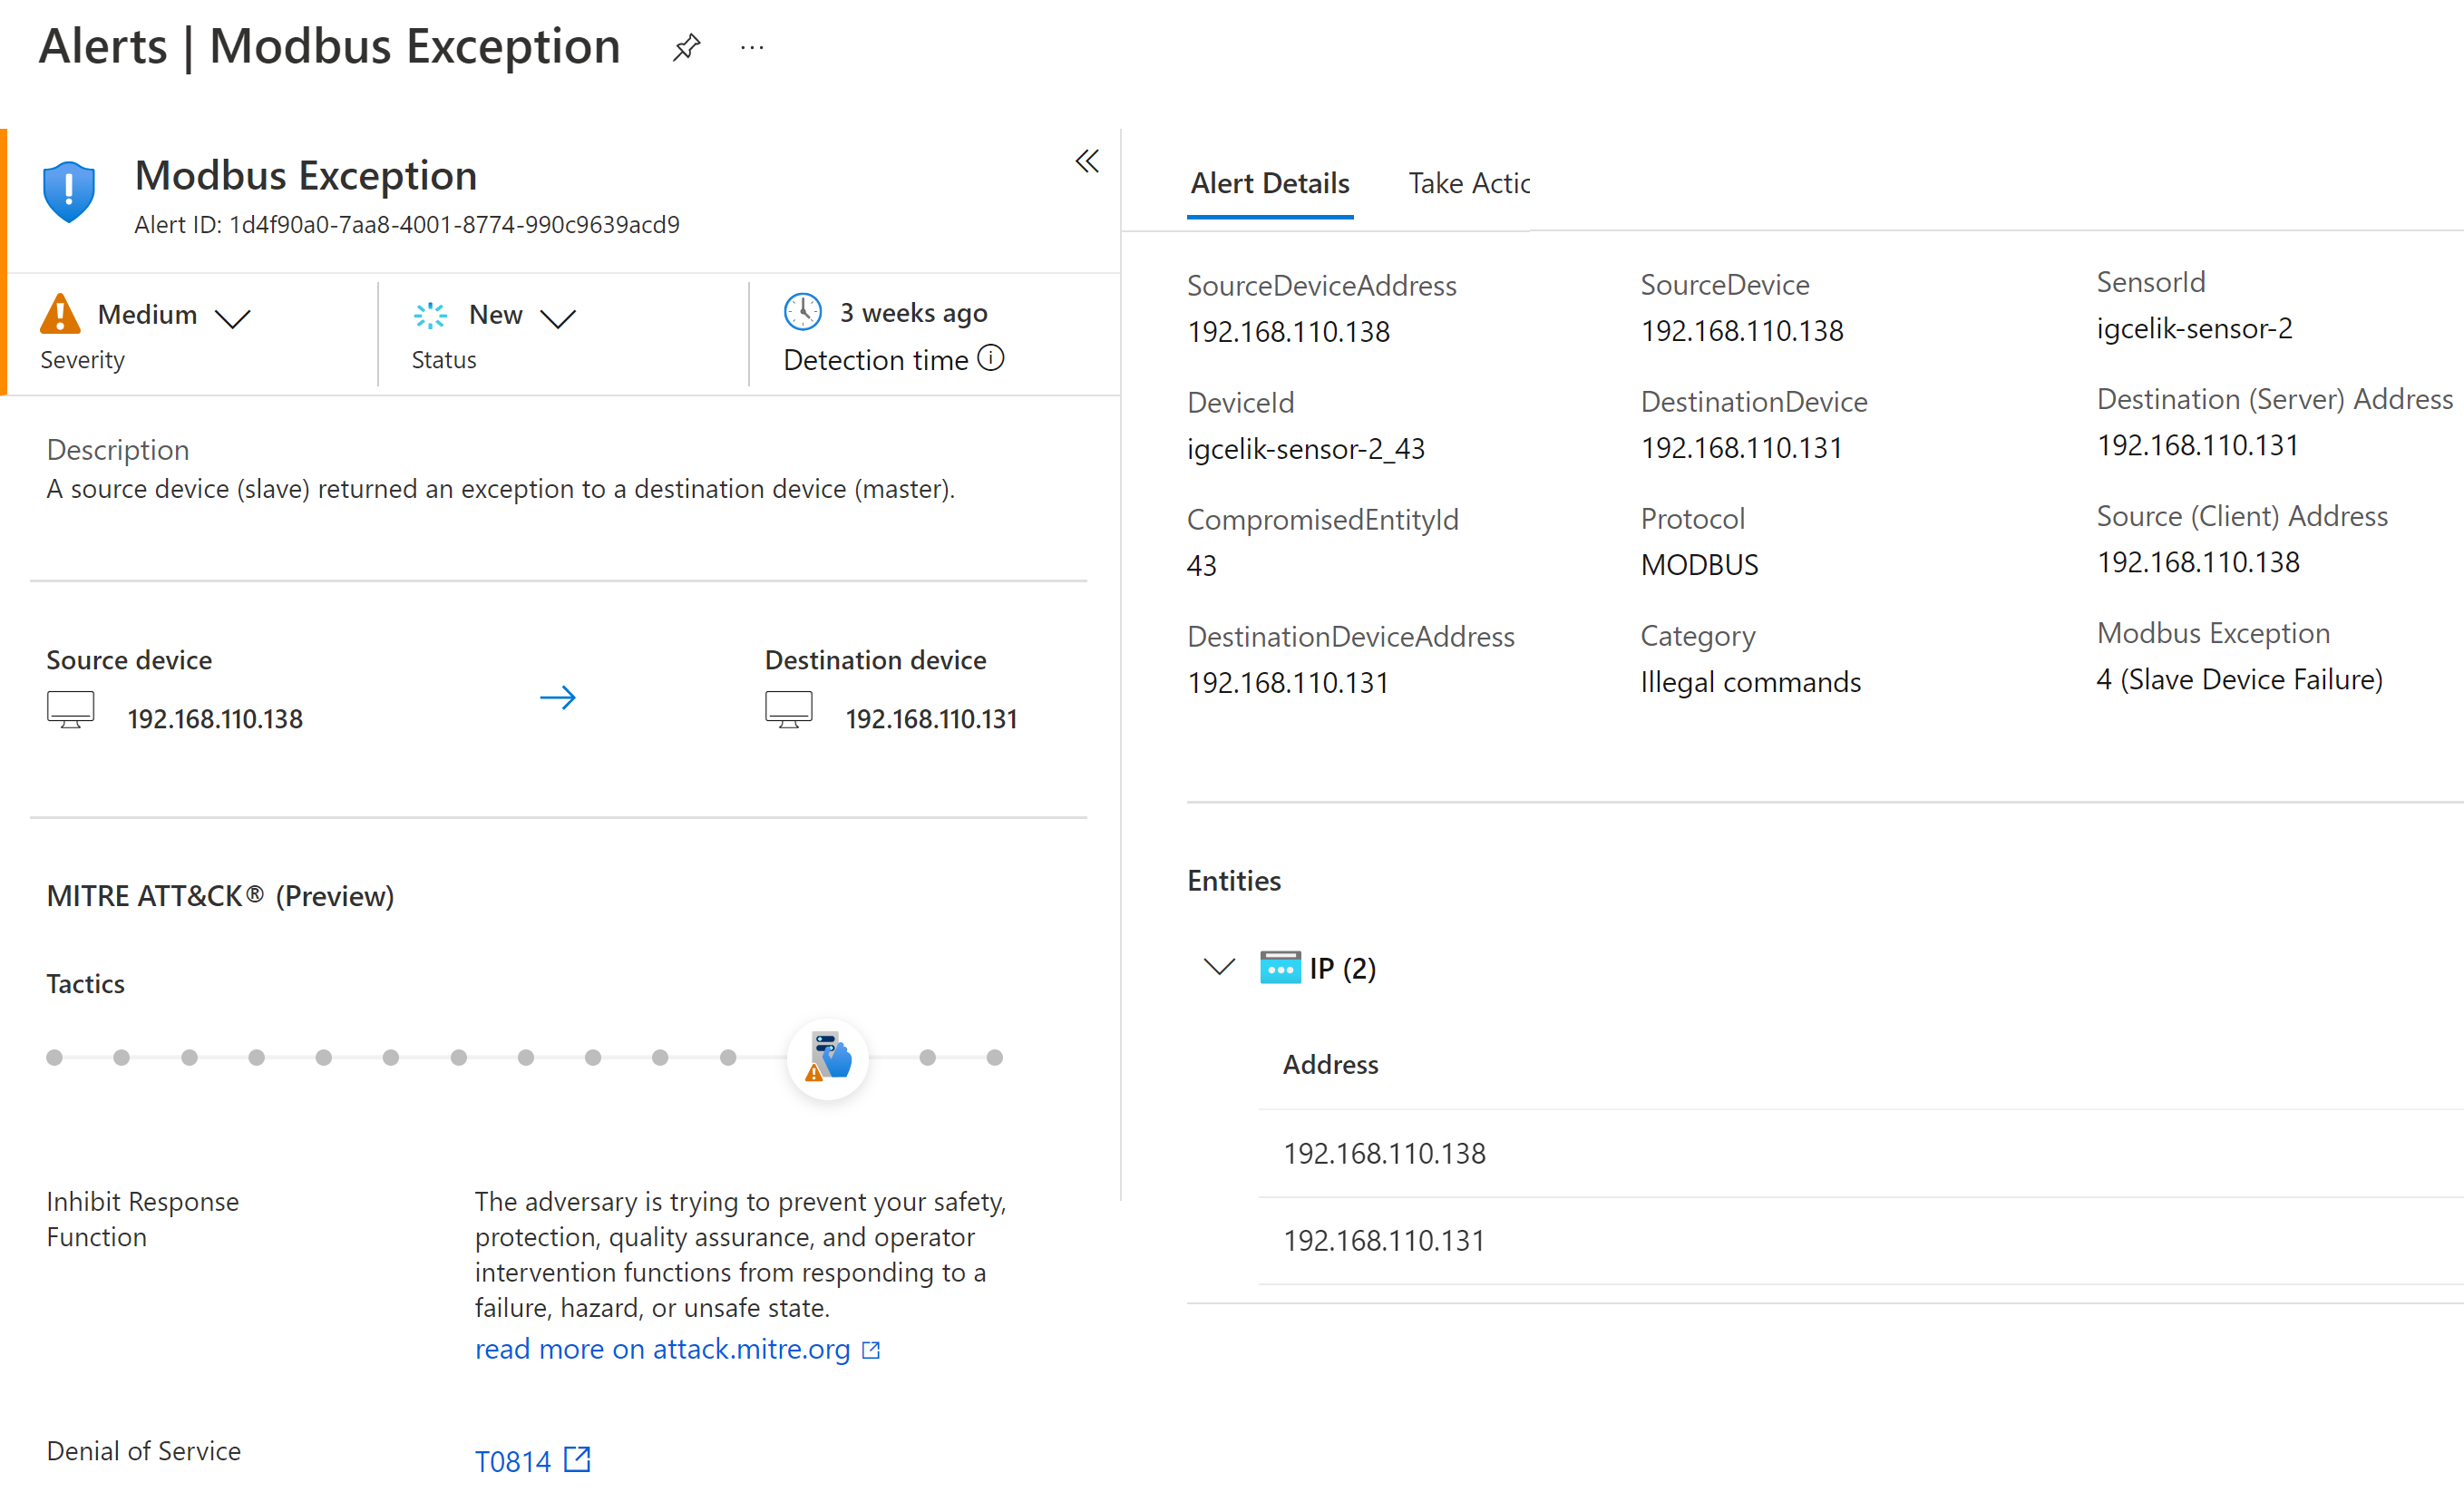 Alerts | Modbus Exception
Modbus Exception
Alert ID: 1d4f90a0-7aa8-4001-8774-990c9639acd9
Medium
Severity
New
Status
3 weeks ago
Detection time
Description
A source device (slave) returned an exception to a destination device (master).
Source device
192.168.110.138
Destination device
192.168.110.131
MITRE ATT&CK® (Preview)
Tactics
Inhibit Response
Function
The adversary is trying to prevent your safety,
protection, quality assurance, and operator
intervention functions from responding to a
failure, hazard, or unsafe state.
read more on attack.mitre.org
Denial of Service
T0814
Alert Details
Take Actic
SourceDeviceAddress
192.168.110.138
SourceDevice
192.168.110.138
SensorId
igcelik-sensor-2
DeviceId
igcelik-sensor-2_43
DestinationDevice
192.168.110.131
Destination (Server) Address
192.168.110.131
CompromisedEntityId
43
Protocol
MODBUS
Source (Client) Address
192.168.110.138
DestinationDeviceAddress
192.168.110.131
Category
Illegal commands
Modbus Exception
4 (Slave Device Failure)
Entities
IP (2)
Address
192.168.110.138
192.168.110.131